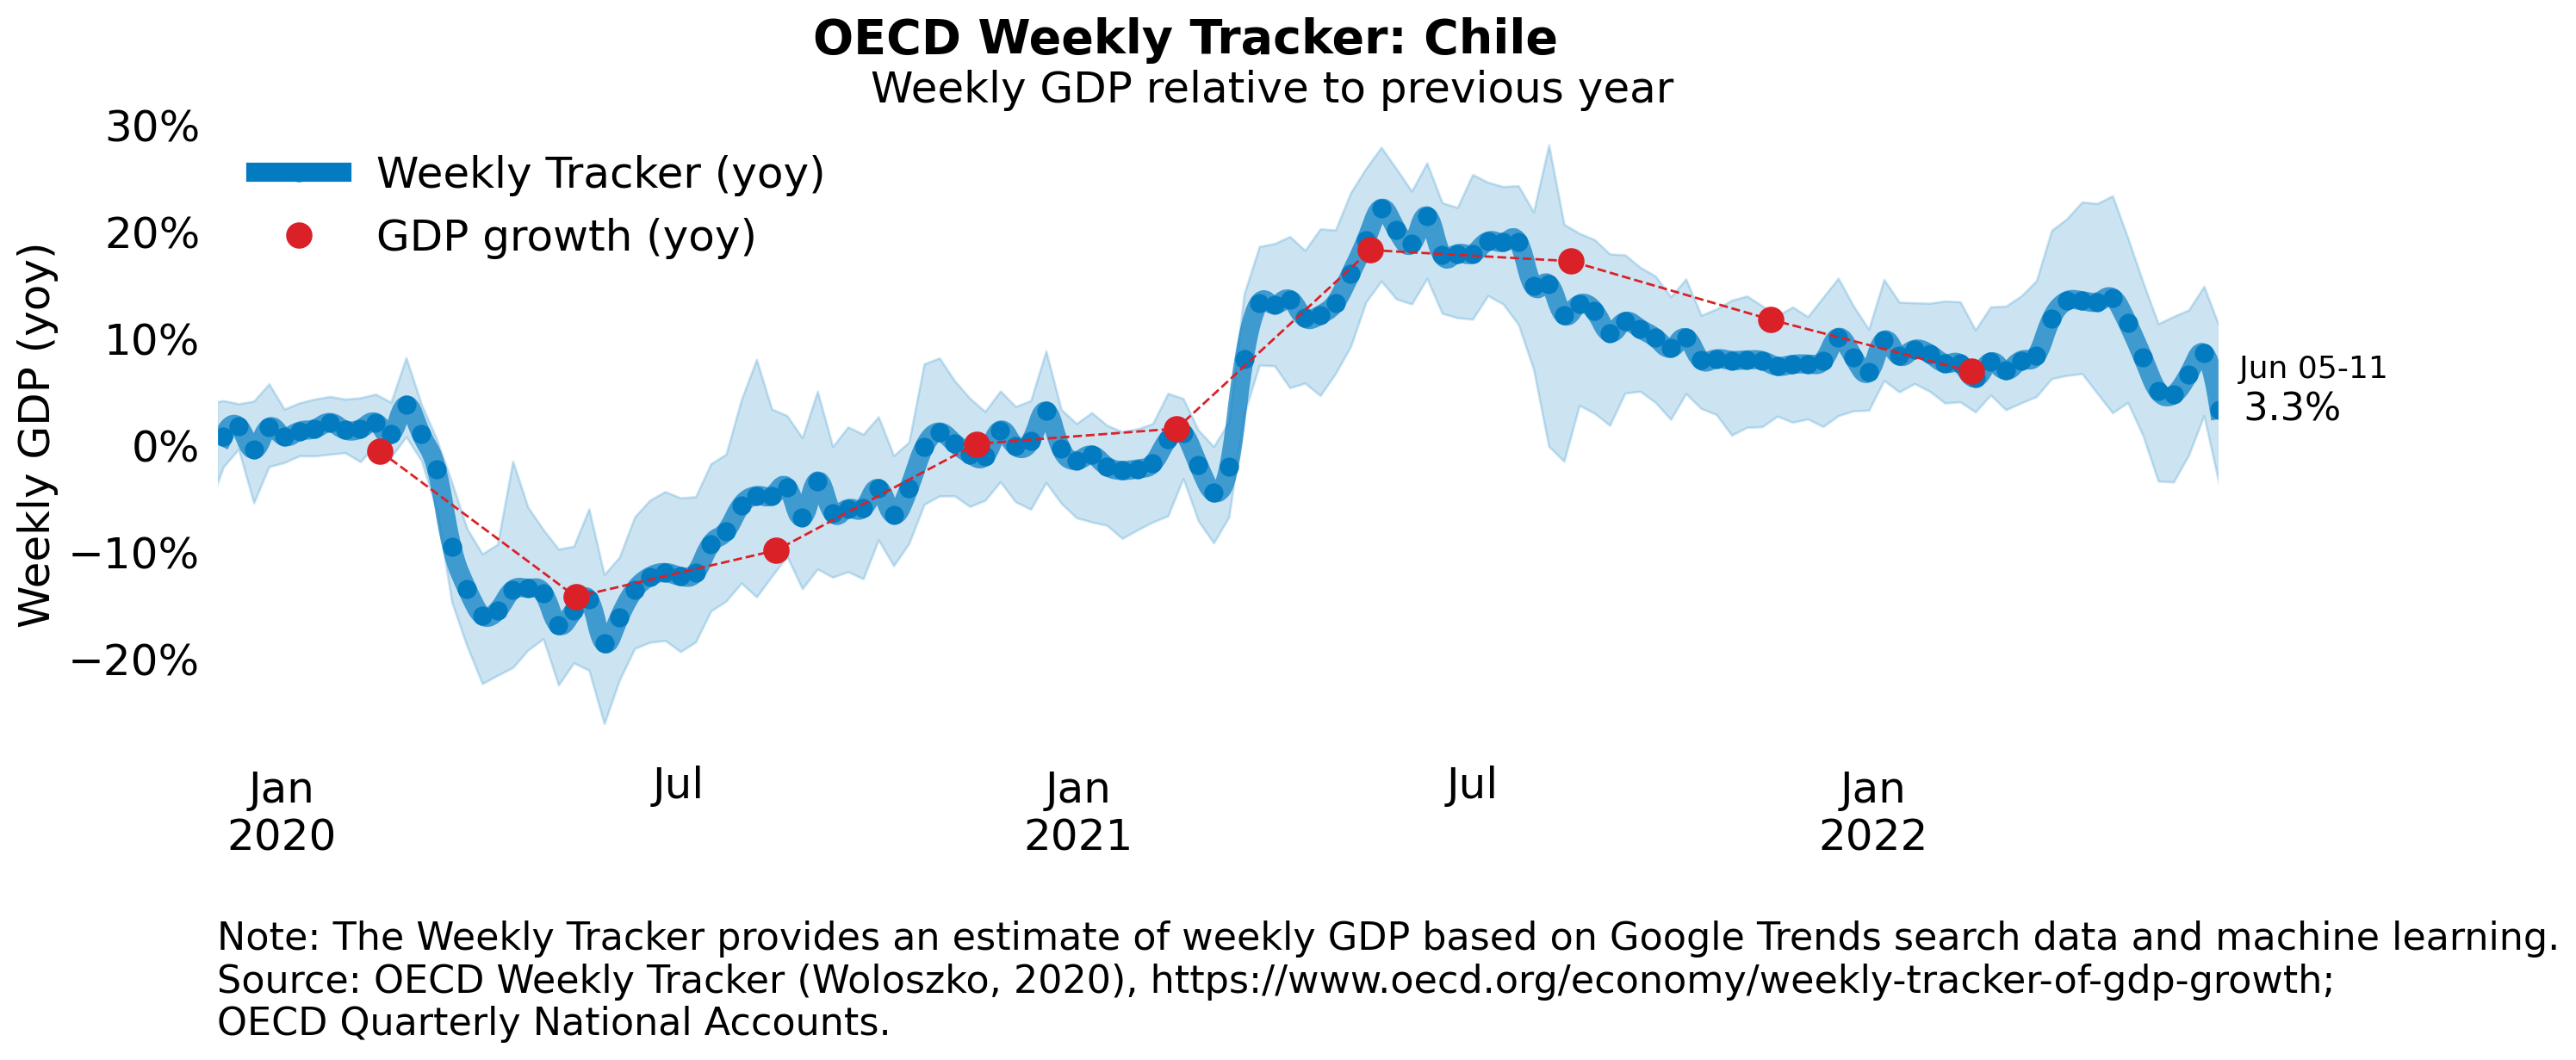 OECD Weekly Tracker: Chile
Weekly GDP relative to previous year
Weekly GDP (yoy)
30%
20%
10%
0%
−10%
−20%
Weekly Tracker (yoy)
GDP growth (yoy)
Jun 05-11
3.3%
Jan
2020
Jul
Jan
2021
Jul
Jan
2022
Note: The Weekly Tracker provides an estimate of weekly GDP based on Google Trends search data and machine learning.
Source: OECD Weekly Tracker (Woloszko, 2020), https://www.oecd.org/economy/weekly-tracker-of-gdp-growth;
OECD Quarterly National Accounts.